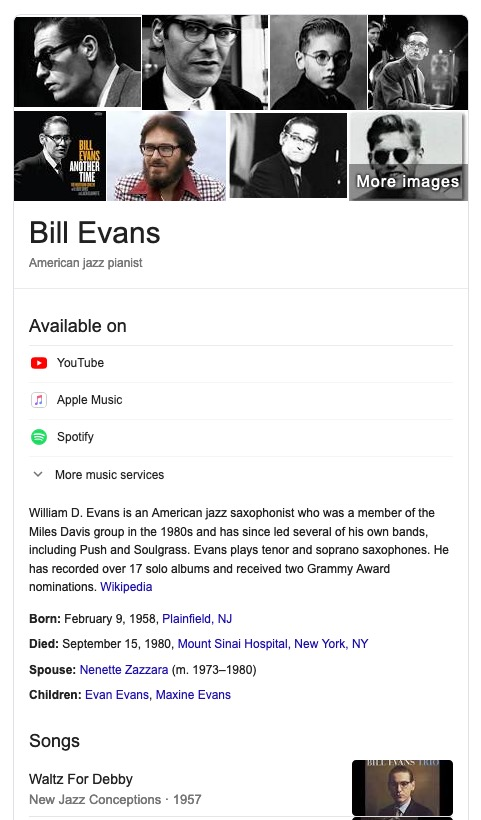 BILL
EVANS
ANOTHER
TIME
More images
Bill Evans
American jazz pianist
Available on
YouTube
Apple Music
Spotify
More music services
William D. Evans is an American jazz saxophonist who was a member of the
Miles Davis group in the 1980s and has since led several of his own bands,
including Push and Soulgrass. Evans plays tenor and soprano saxophones. He
has recorded over 17 solo albums and received two Grammy Award
nominations. Wikipedia
Born: February 9, 1958, Plainfield, NJ
Died: September 15, 1980, Mount Sinai Hospital, New York, NY
Spouse: Nenette Zazzara (m. 1973–1980)
Children: Evan Evans, Maxine Evans
Songs
Waltz For Debby
New Jazz Conceptions · 1957
BILL EVANS TRIO